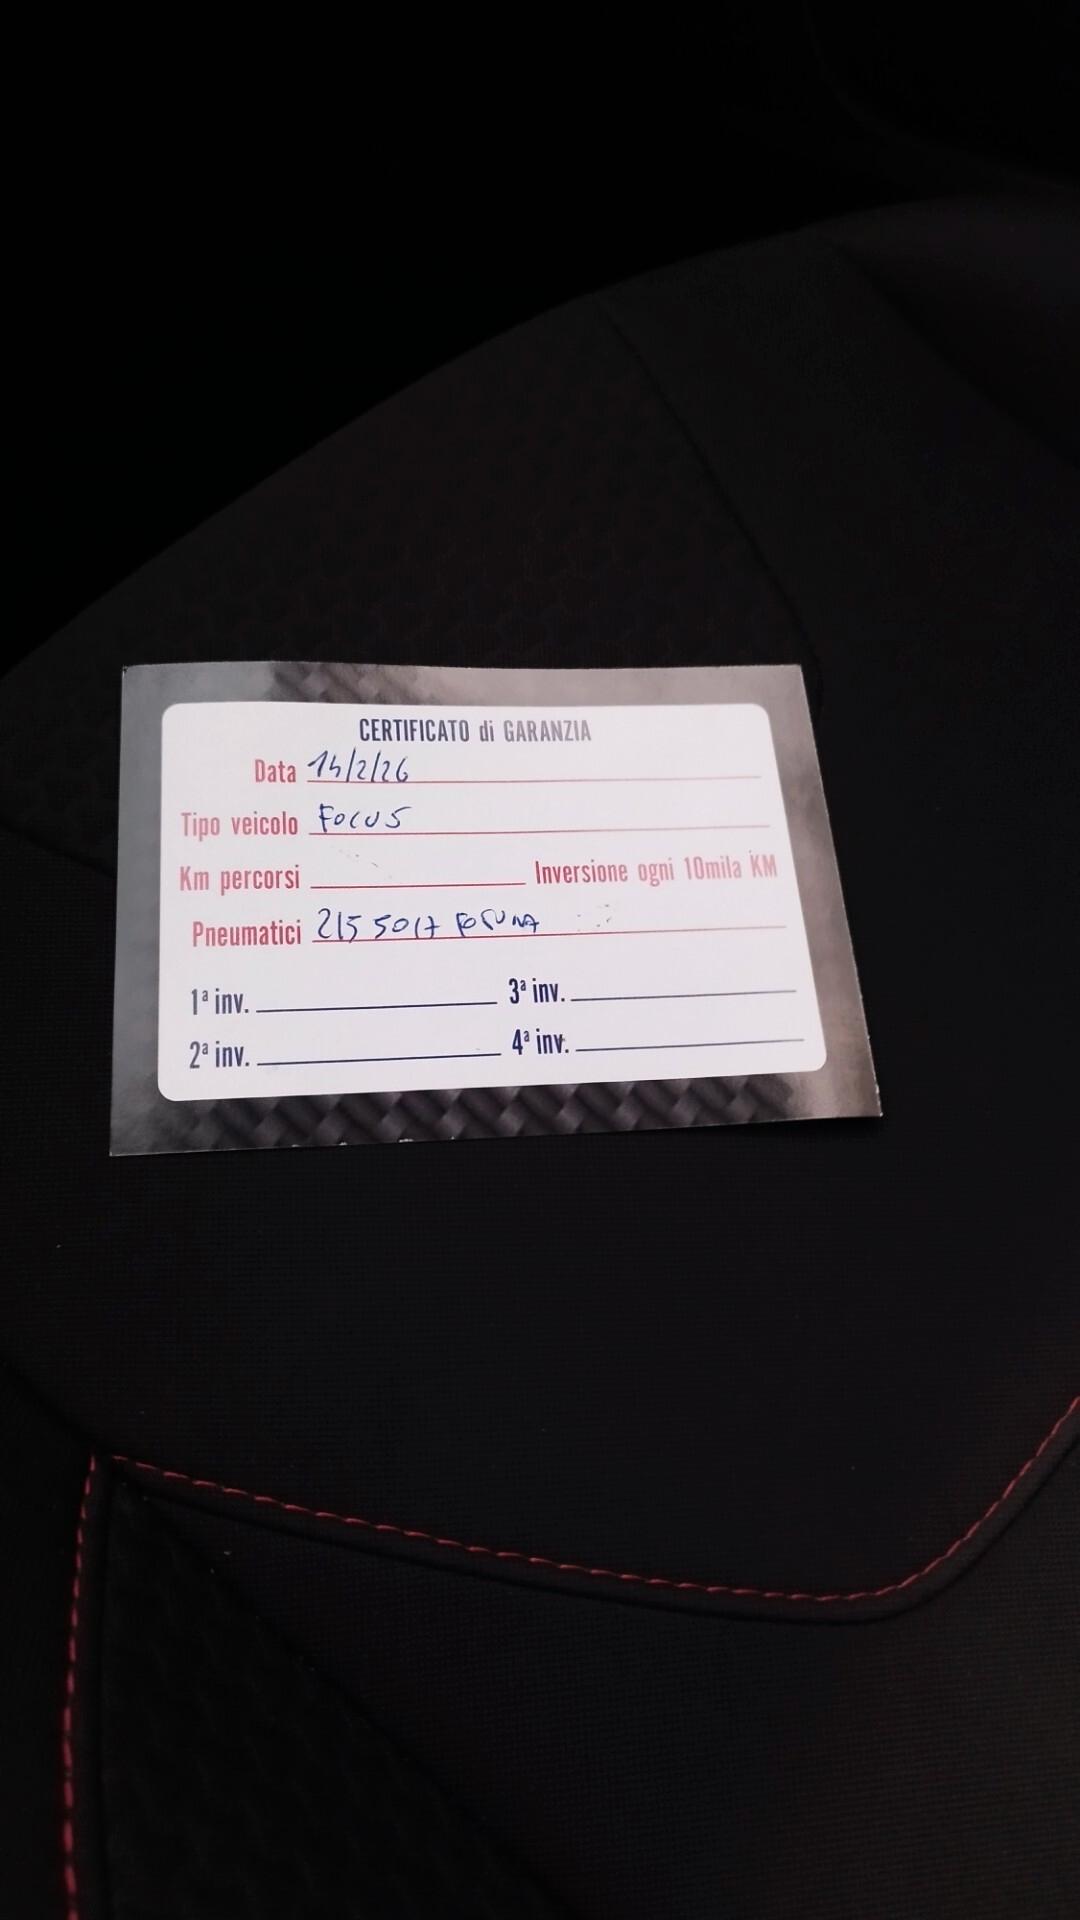 CERTIFICATO di GARANZIA
Data 14/2/26
Tipo veicolo FOCUS
Km percorsi Inversione ogni 10mila KM
Pneumatici 215 5017
1ª inv. 3ª inv.
2ª inv. 4ª inv.